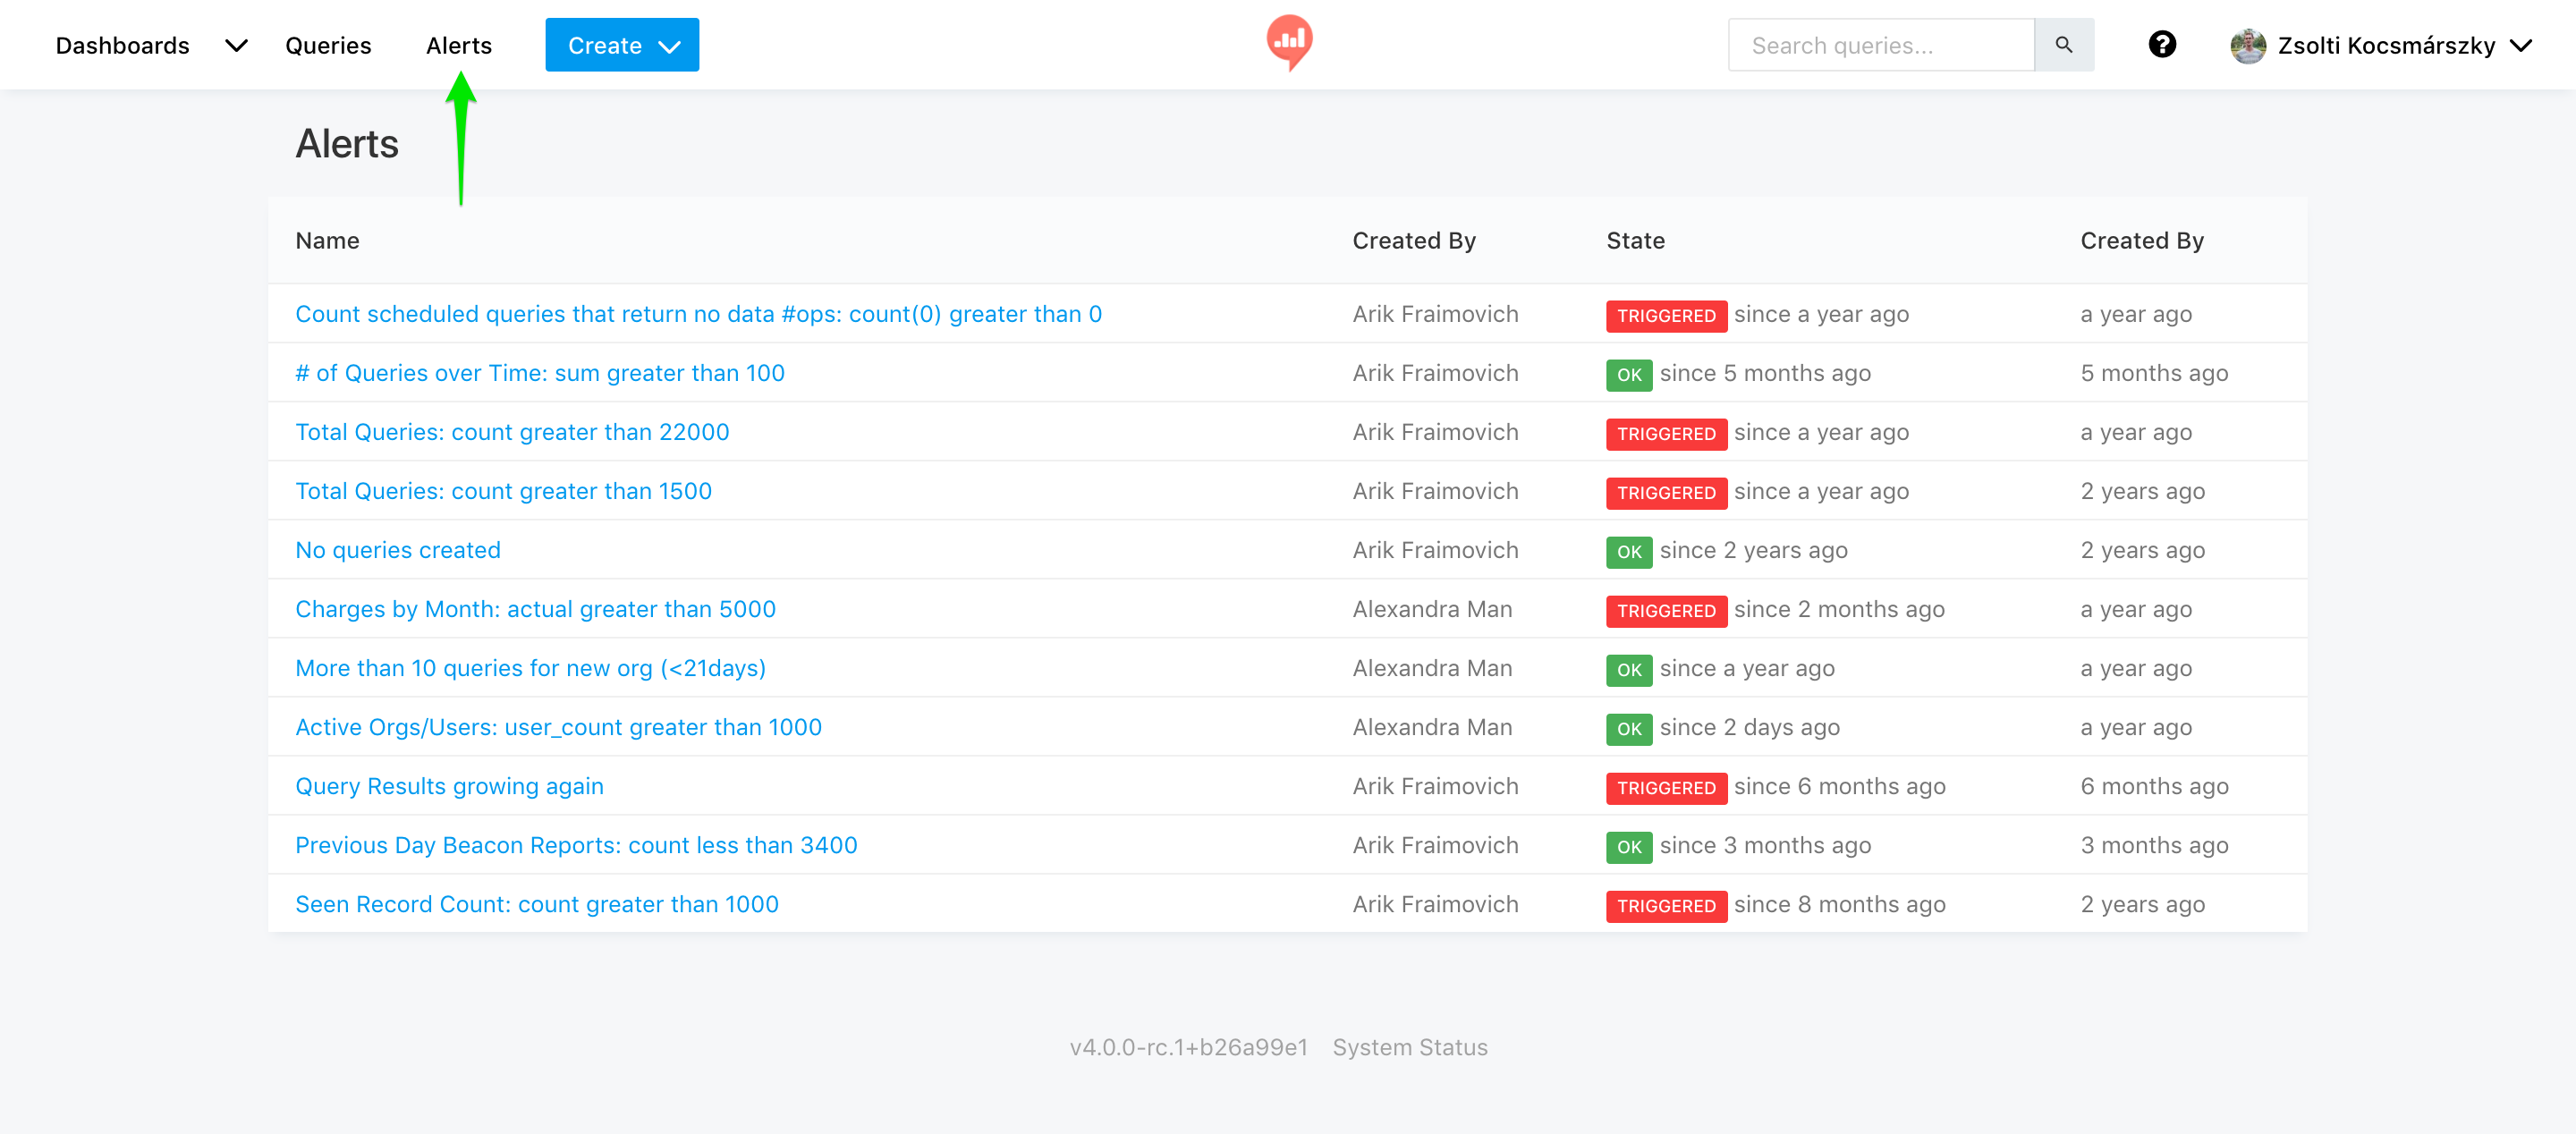 Dashboards Queries Alerts Create Search queries... Zsolti Kocsmárszky
Alerts
Name Created By State Created By
Count scheduled queries that return no data #ops: count(0) greater than 0 Arik Fraimovich TRIGGERED since a year ago a year ago
# of Queries over Time: sum greater than 100 Arik Fraimovich OK since 5 months ago 5 months ago
Total Queries: count greater than 22000 Arik Fraimovich TRIGGERED since a year ago a year ago
Total Queries: count greater than 1500 Arik Fraimovich TRIGGERED since a year ago 2 years ago
No queries created Arik Fraimovich OK since 2 years ago 2 years ago
Charges by Month: actual greater than 5000 Alexandra Man TRIGGERED since 2 months ago a year ago
More than 10 queries for new org (<21days) Alexandra Man OK since a year ago a year ago
Active Orgs/Users: user_count greater than 1000 Alexandra Man OK since 2 days ago a year ago
Query Results growing again Arik Fraimovich TRIGGERED since 6 months ago 6 months ago
Previous Day Beacon Reports: count less than 3400 Arik Fraimovich OK since 3 months ago 3 months ago
Seen Record Count: count greater than 1000 Arik Fraimovich TRIGGERED since 8 months ago 2 years ago
v4.0.0-rc.1+b26a99e1 System Status